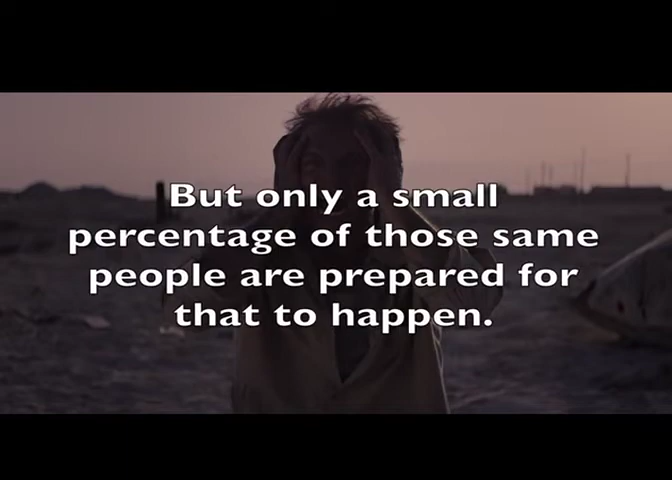 But only a small
percentage of those same
people are prepared for
that to happen.